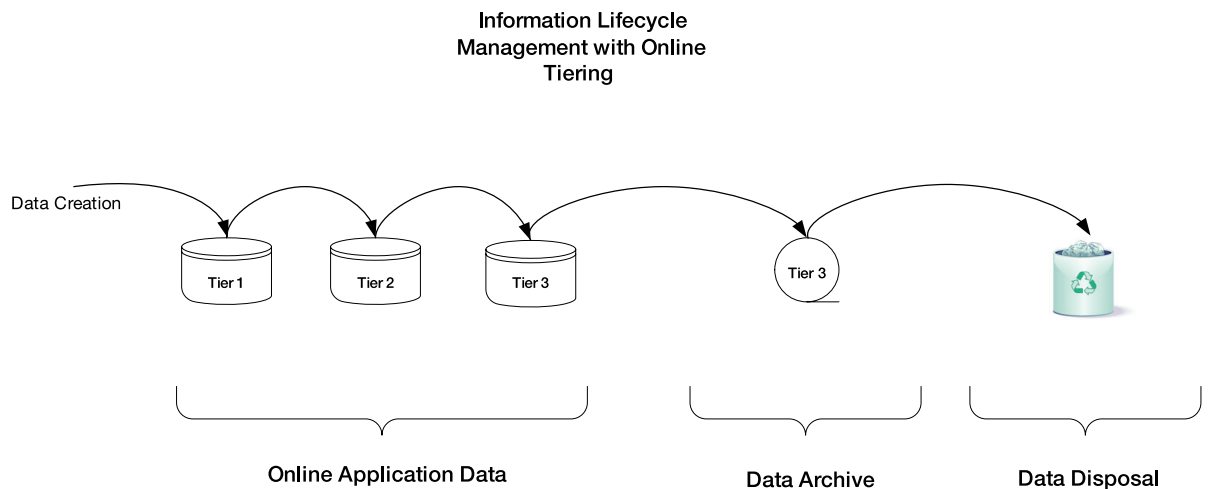 Information Lifecycle
Management with Online
Tiering
Data Creation
Tier 1
Tier 2
Tier 3
Tier 3
Online Application Data
Data Archive
Data Disposal